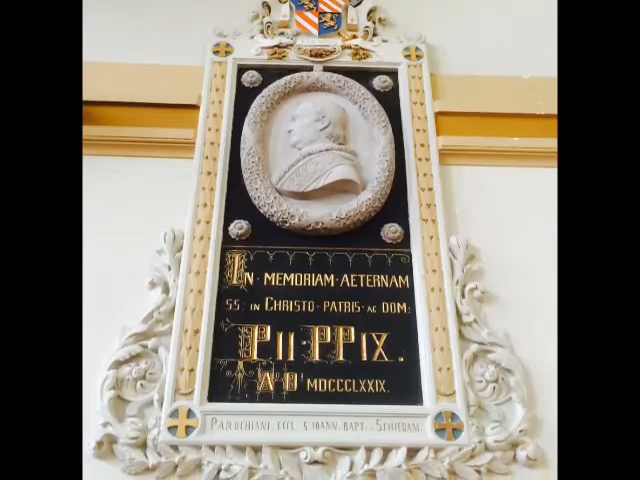 IN · MEMORIAM · AETERNAM
SS · IN CHRISTO · PATRIS · AC DOM:
PII · PP · IX.
A · D · MDCCCLXXIX.
PAROCHIANI. ECCL. S. IOANN. BAPT. SCHIEDAM.